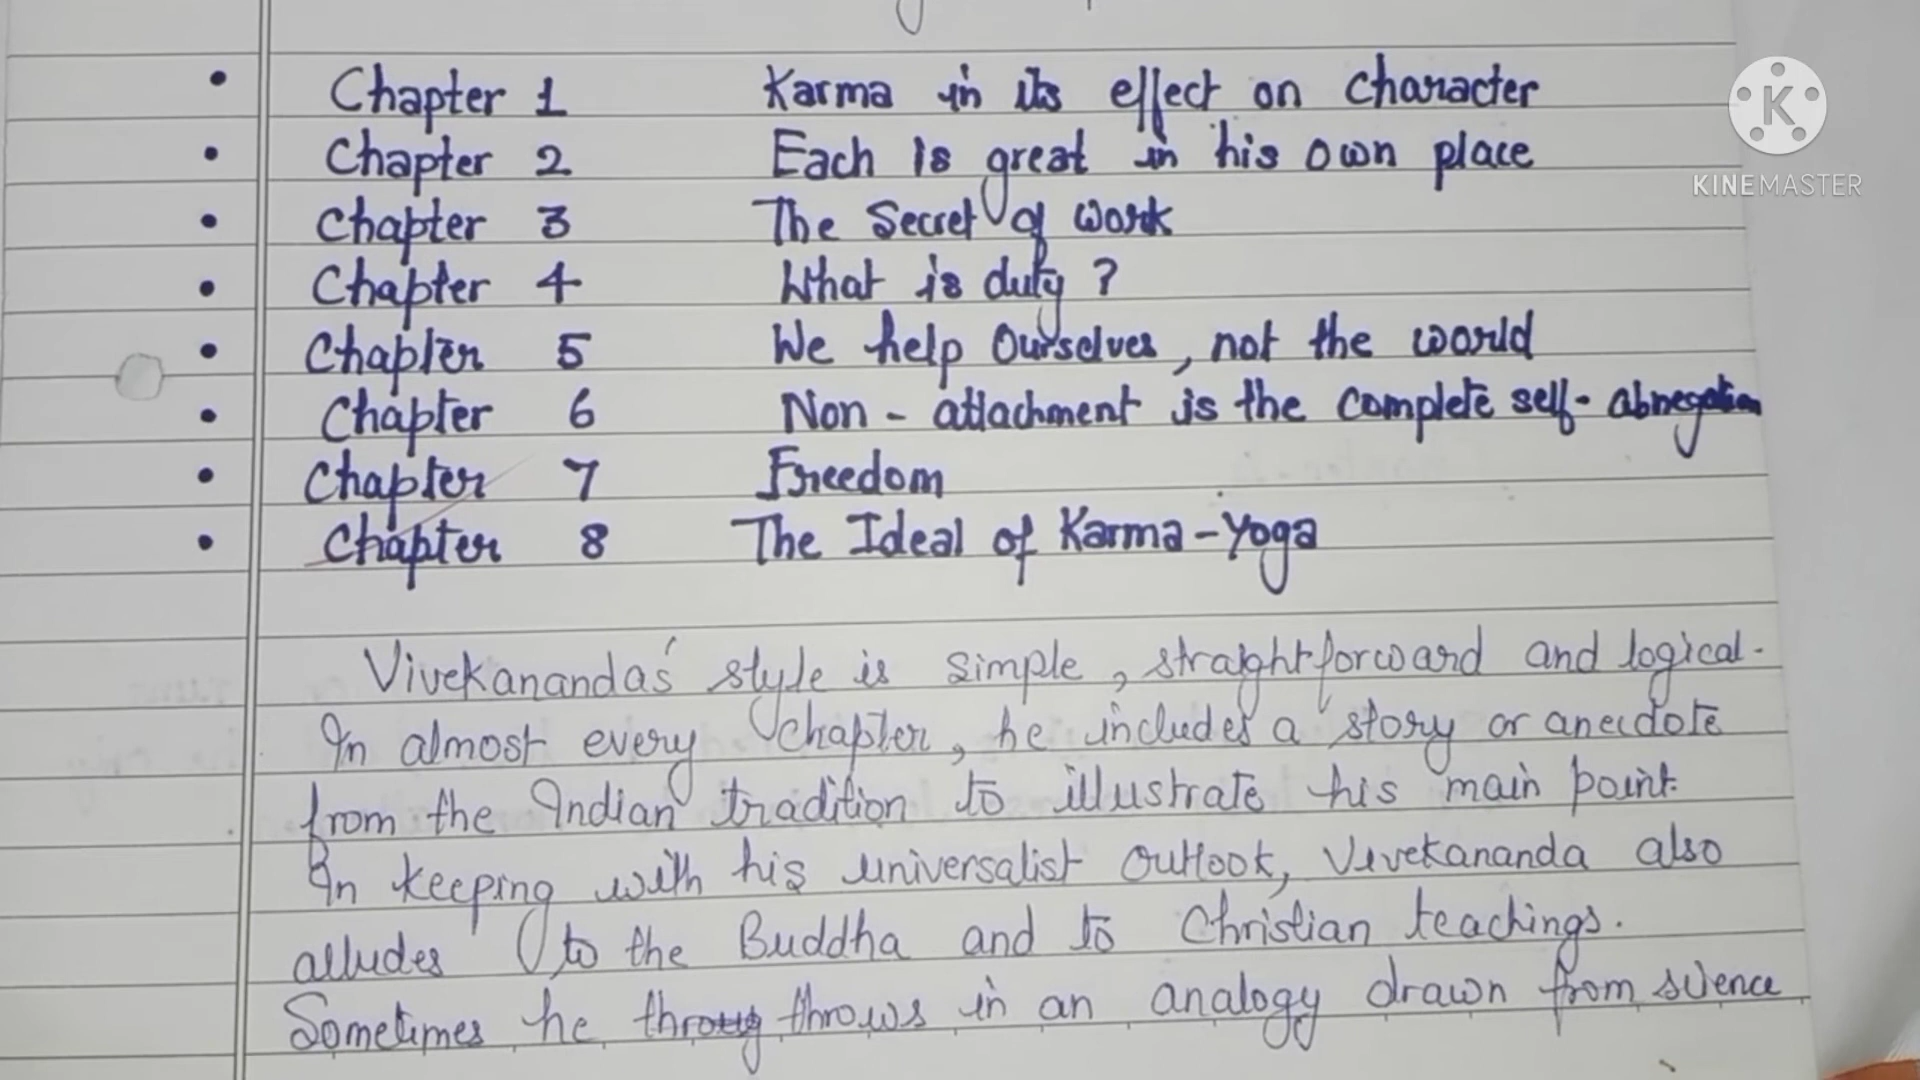 Chapter 1 Karma in its effect on character
Chapter 2 Each is great in his own place
Chapter 3 The Secret of work
Chapter 4 What is duty ?
Chapter 5 We help Ourselves, not the world
Chapter 6 Non - attachment is the complete self- abnegation
Chapter 7 Freedom
Chapter 8 The Ideal of Karma-Yoga
Vivekananda's style is simple, straightforward and logical.
In almost every chapter, he includes a story or anecdote
from the Indian tradition to illustrate his main point.
In keeping with his universalist outlook, Vivekananda also
alludes to the Buddha and to Christian teachings.
Sometimes he throws in an analogy drawn from science
K
KINEMASTER